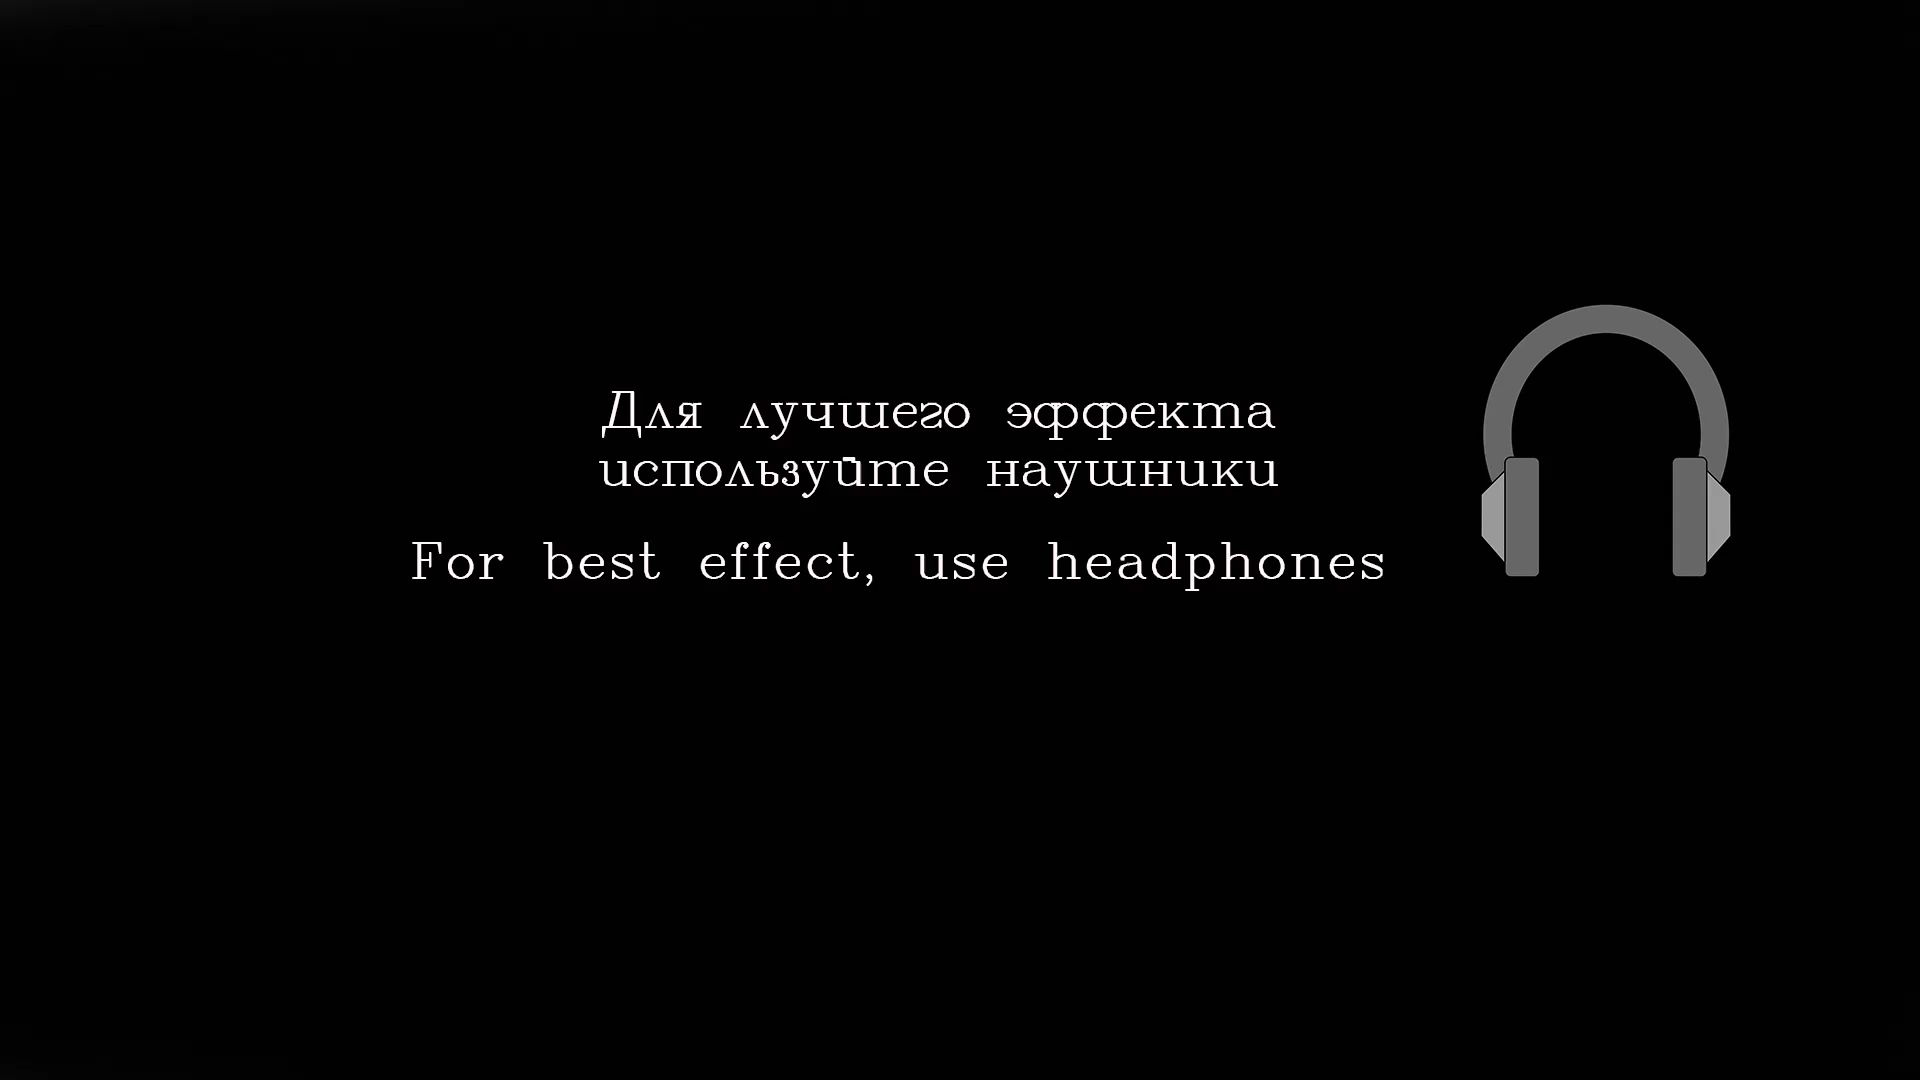 Для лучшего эффекта
используйте наушники
For best effect, use headphones